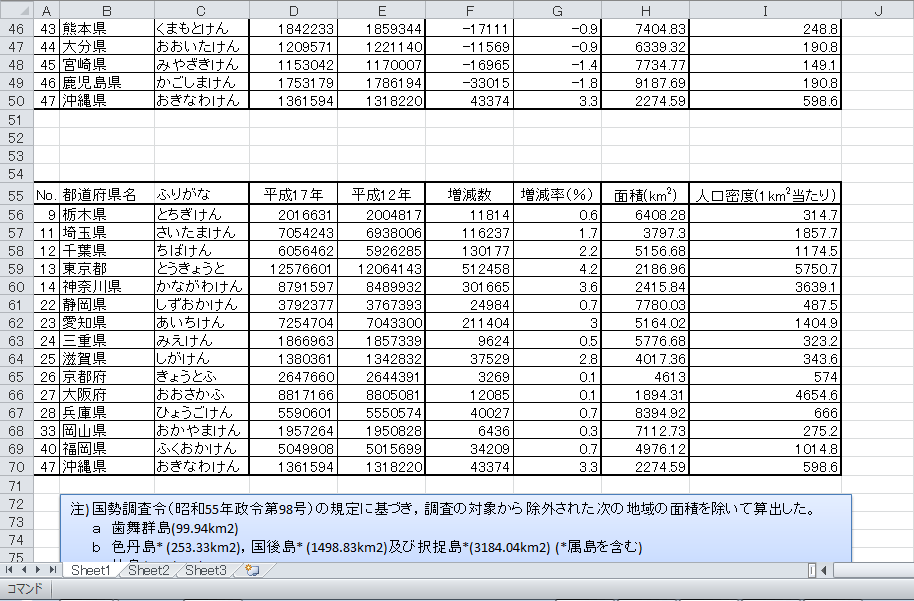 A B C D E F G H I J
46 43 熊本県 くまもとけん 1842233 1859344 -17111 -0.9 7404.83 248.8
47 44 大分県 おおいたけん 1209571 1221140 -11569 -0.9 6339.32 190.8
48 45 宮崎県 みやざきけん 1153042 1170007 -16965 -1.4 7734.77 149.1
49 46 鹿児島県 かごしまけん 1753179 1786194 -33015 -1.8 9187.69 190.8
50 47 沖縄県 おきなわけん 1361594 1318220 43374 3.3 2274.59 598.6
51
52
53
54
55 No. 都道府県名 ふりがな 平成17年 平成12年 増減数 増減率(%) 面積(km²) 人口密度(1km²当たり)
56 9 栃木県 とちぎけん 2016631 2004817 11814 0.6 6408.28 314.7
57 11 埼玉県 さいたまけん 7054243 6938006 116237 1.7 3797.3 1857.7
58 12 千葉県 ちばけん 6056462 5926285 130177 2.2 5156.68 1174.5
59 13 東京都 とうきょうと 12576601 12064143 512458 4.2 2186.96 5750.7
60 14 神奈川県 かながわけん 8791597 8489932 301665 3.6 2415.84 3639.1
61 22 静岡県 しずおかけん 3792377 3767393 24984 0.7 7780.03 487.5
62 23 愛知県 あいちけん 7254704 7043300 211404 3 5164.02 1404.9
63 24 三重県 みえけん 1866963 1857339 9624 0.5 5776.68 323.2
64 25 滋賀県 しがけん 1380361 1342832 37529 2.8 4017.36 343.6
65 26 京都府 きょうとふ 2647660 2644391 3269 0.1 4613 574
66 27 大阪府 おおさかふ 8817166 8805081 12085 0.1 1894.31 4654.6
67 28 兵庫県 ひょうごけん 5590601 5550574 40027 0.7 8394.92 666
68 33 岡山県 おかやまけん 1957264 1950828 6436 0.3 7112.73 275.2
69 40 福岡県 ふくおかけん 5049908 5015699 34209 0.7 4976.12 1014.8
70 47 沖縄県 おきなわけん 1361594 1318220 43374 3.3 2274.59 598.6
71
72 注)国勢調査令(昭和55年政令第98号)の規定に基づき,調査の対象から除外された次の地域の面積を除いて算出した。
73 a 歯舞群島(99.94km2)
74 b 色丹島*(253.33km2),国後島*(1498.83km2)及び択捉島*(3184.04km2) (*属島を含む)
75
Sheet1 Sheet2 Sheet3
コマンド